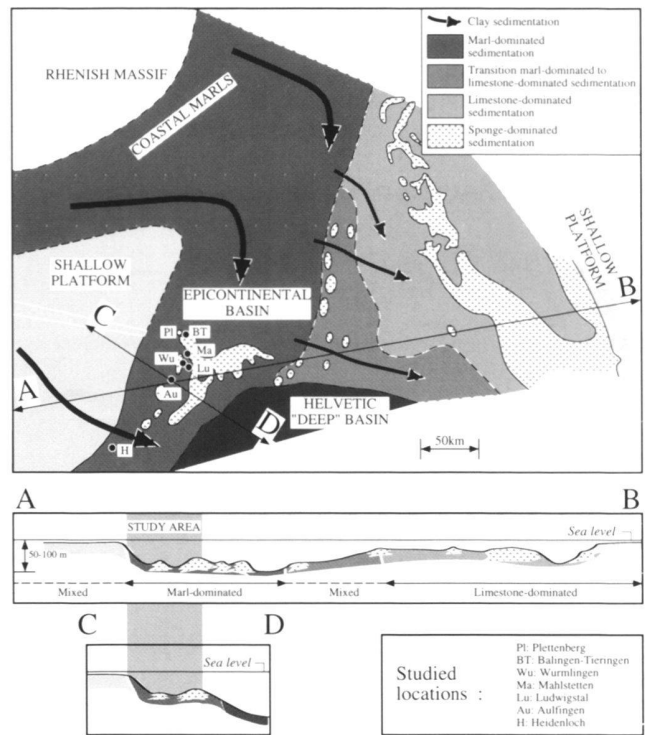 RHENISH MASSIF
COASTAL MARLS
Clay sedimentation
Marl-dominated
sedimentation
Transition marl-dominated to
limestone-dominated sedimentation
Limestone-dominated
sedimentation
Sponge-dominated
sedimentation
SHALLOW
PLATFORM
SHALLOW
PLATFORM
EPICONTINENTAL
BASIN
C
B
Pl
BT
Ma
Wu
Lu
A
Au
D
H
HELVETIC
"DEEP" BASIN
50km
A
B
STUDY AREA
Sea level
50-100 m
Mixed
Marl-dominated
Mixed
Limestone-dominated
C
D
Sea level
Studied
locations :
Pl: Plettenberg
BT: Balingen-Tieringen
Wu: Wurmlingen
Ma: Mahlstetten
Lu: Ludwigstal
Au: Aulfingen
H: Heidenloch